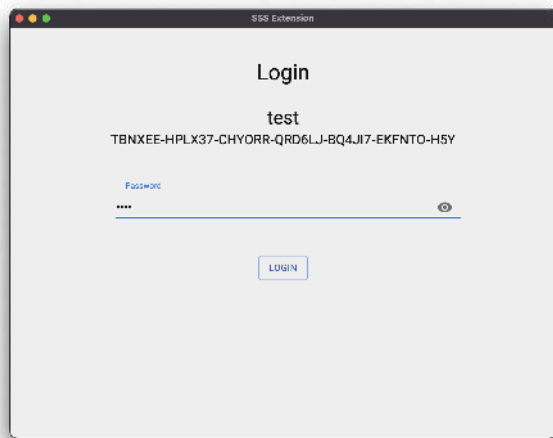 SSS Extension
Login
test
TBNXEE-HPLX37-CHYORR-QRD6LJ-BQ4JI7-EKFNTO-H5Y
Password
••••
LOGIN